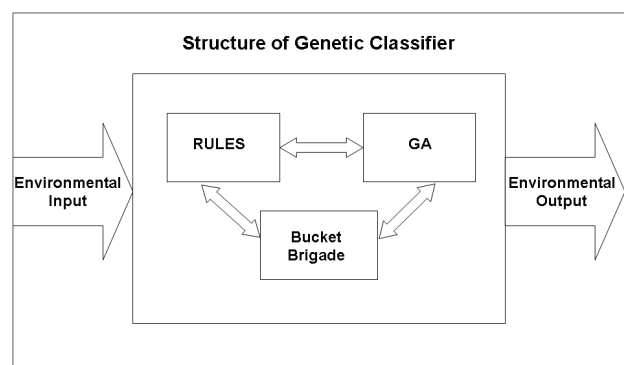 Structure of Genetic Classifier
RULES
GA
Environmental
Input
Environmental
Output
Bucket
Brigade